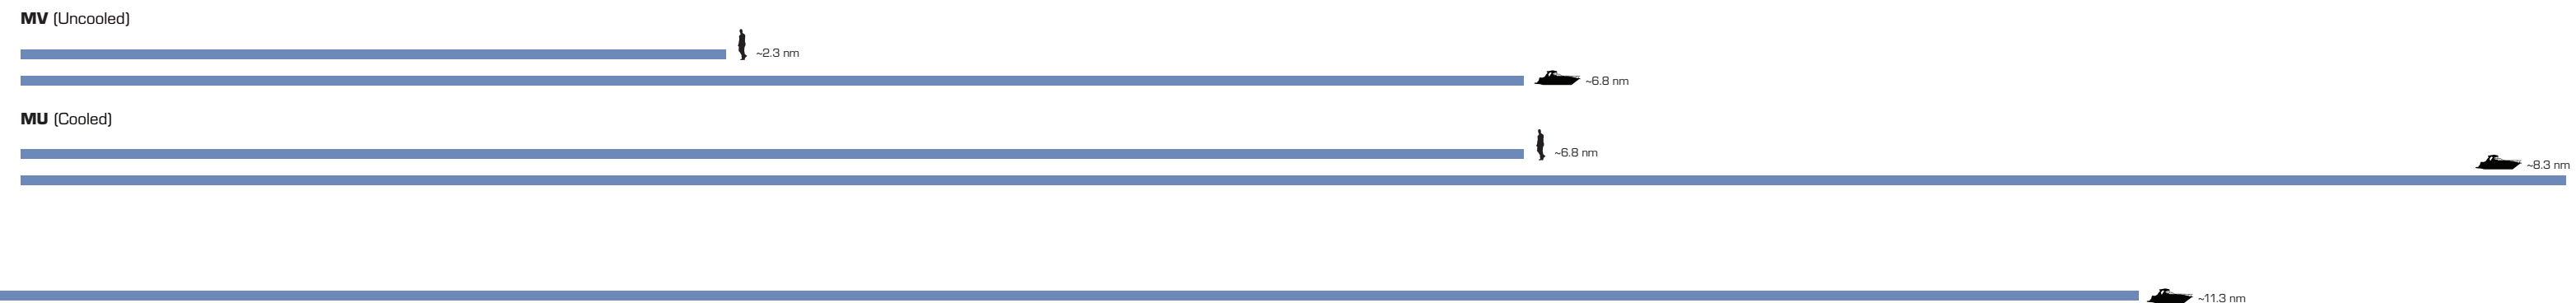 MV (Uncooled)
~2.3 nm
~6.8 nm
MU (Cooled)
~6.8 nm
~8.3 nm
~11.3 nm